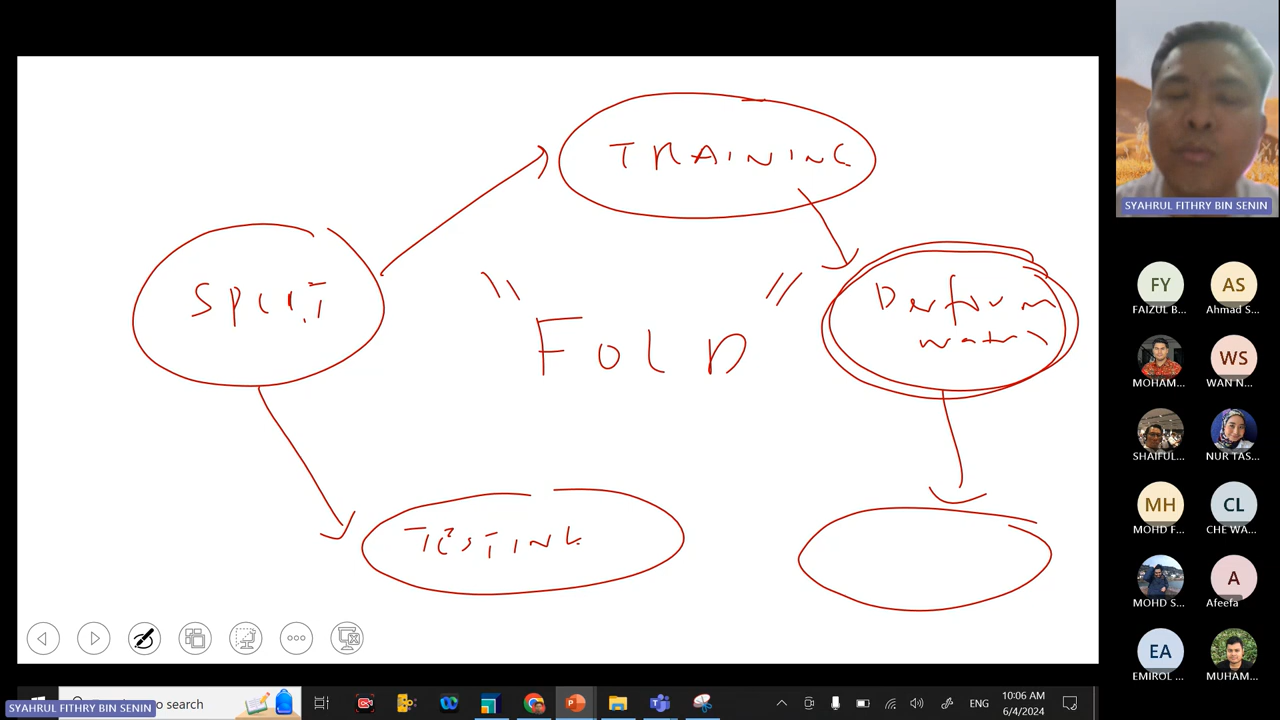 TRAINING
SPLIT
" FOLD "
Perform
TESTING
SYAHRUL FITHRY BIN SENIN
FY
FAIZUL B...
AS
Ahmad S...
MOHAM...
WS
WAN N...
SHAIFUL...
NUR TAS...
MH
MOHD F...
CL
CHE WA...
MOHD S...
A
Afeefa
EA
EMIROL ...
MUHAM...
SYAHRUL FITHRY BIN SENIN
to search
ENG
10:06 AM
6/4/2024